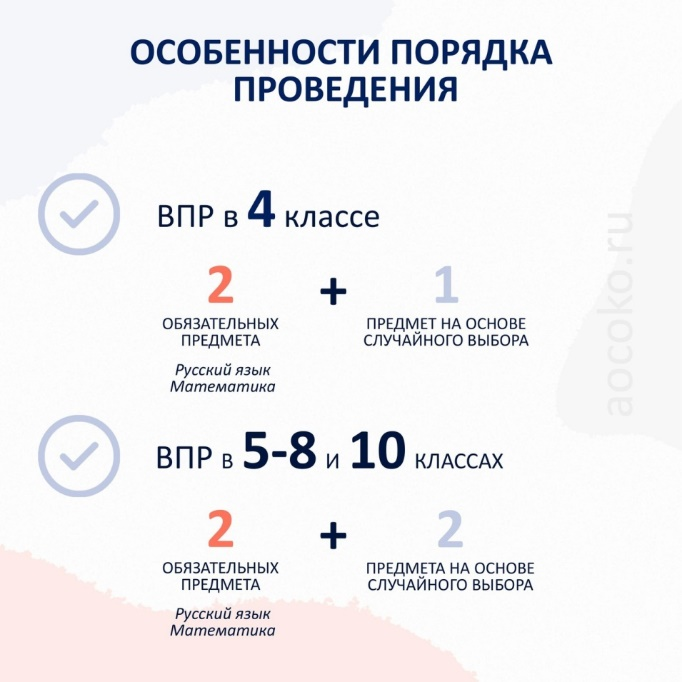 ОСОБЕННОСТИ ПОРЯДКА
ПРОВЕДЕНИЯ
ВПР в 4 классе
2 + 1
ОБЯЗАТЕЛЬНЫХ
ПРЕДМЕТА
ПРЕДМЕТ НА ОСНОВЕ
СЛУЧАЙНОГО ВЫБОРА
Русский язык
Математика
ВПР в 5-8 и 10 классах
2 + 2
ОБЯЗАТЕЛЬНЫХ
ПРЕДМЕТА
ПРЕДМЕТА НА ОСНОВЕ
СЛУЧАЙНОГО ВЫБОРА
Русский язык
Математика
aocoko.ru